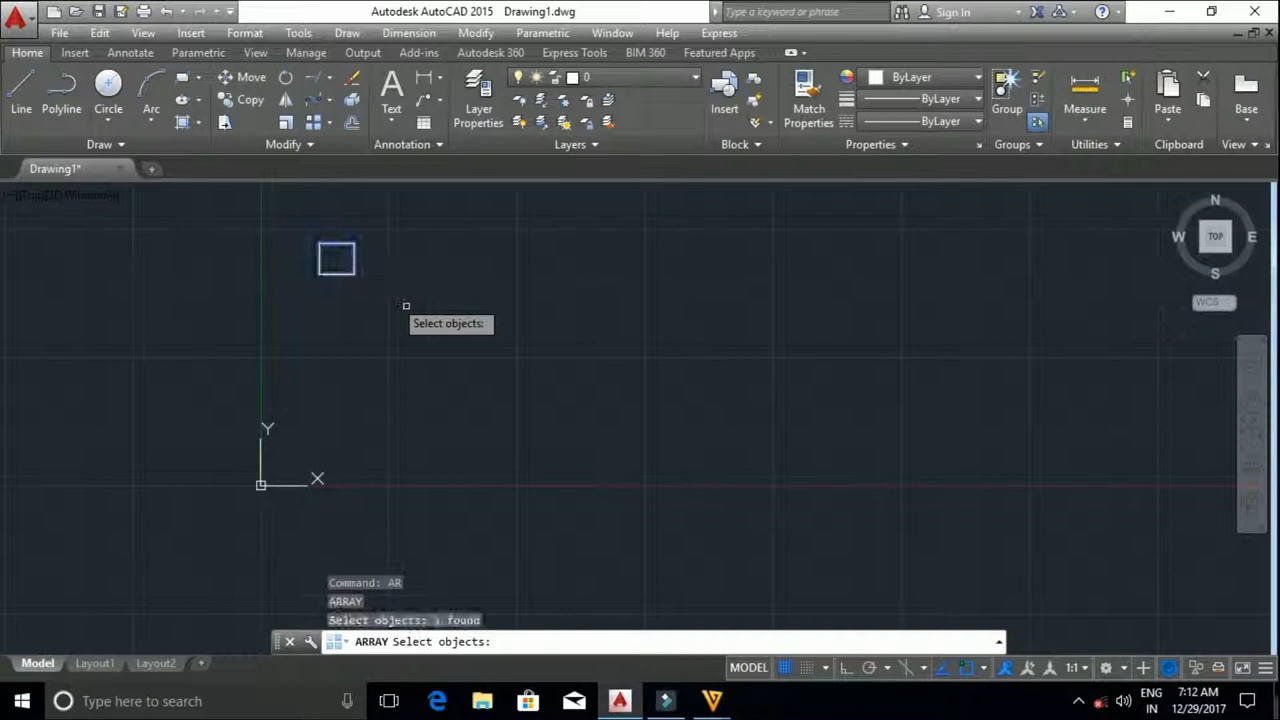 Autodesk AutoCAD 2015 Drawing1.dwg
Type a keyword or phrase
Sign In
File Edit View Insert Format Tools Draw Dimension Modify Parametric Window Help Express
Home Insert Annotate Parametric View Manage Output Add-ins Autodesk 360 Express Tools BIM 360 Featured Apps
Line Polyline Circle Arc
Move
Copy
Text
Layer
Properties
0
Insert
Match
Properties
ByLayer
ByLayer
ByLayer
Group
Measure
Paste
Base
Draw Modify Annotation Layers Block Properties Groups Utilities Clipboard View
Drawing1*
N
W TOP E
S
WCS
Select objects:
Y
X
Command: AR
ARRAY
Select objects: 1 found
ARRAY Select objects:
Model Layout1 Layout2
MODEL
1:1
Type here to search
ENG
IN
7:12 AM
12/29/2017